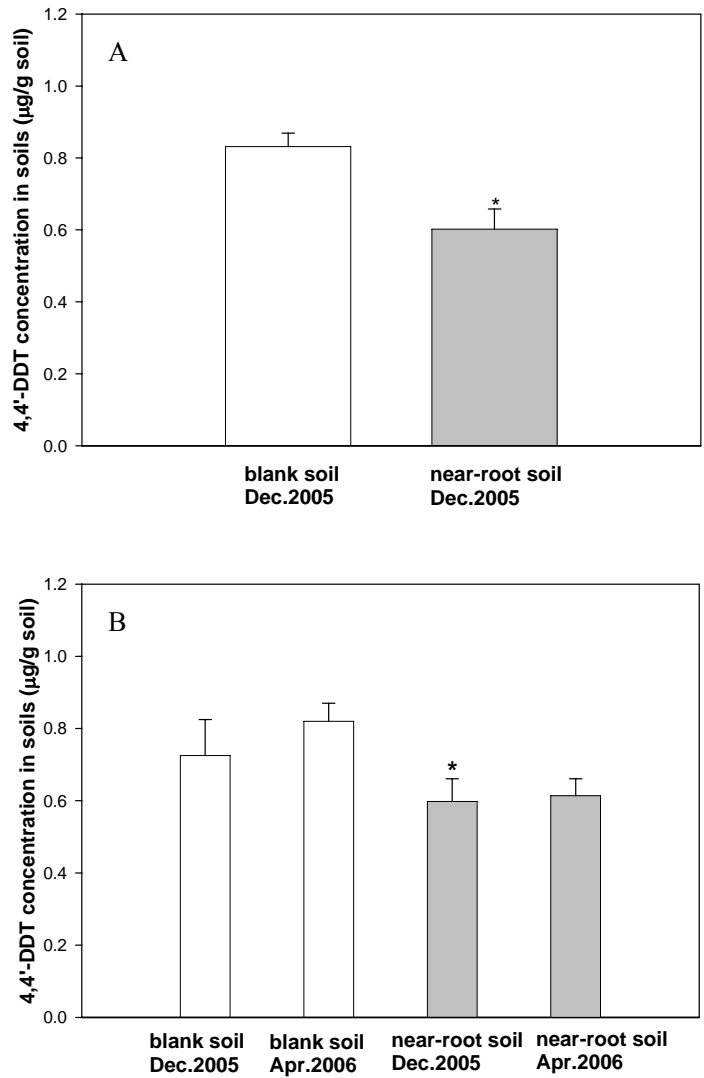 A
4,4'-DDT concentration in soils (µg/g soil)
1.2
1.0
0.8
0.6
0.4
0.2
0.0
*
blank soil
Dec.2005
near-root soil
Dec.2005
B
4,4'-DDT concentration in soils (µg/g soil)
1.2
1.0
0.8
0.6
0.4
0.2
0.0
*
blank soil
Dec.2005
blank soil
Apr.2006
near-root soil
Dec.2005
near-root soil
Apr.2006